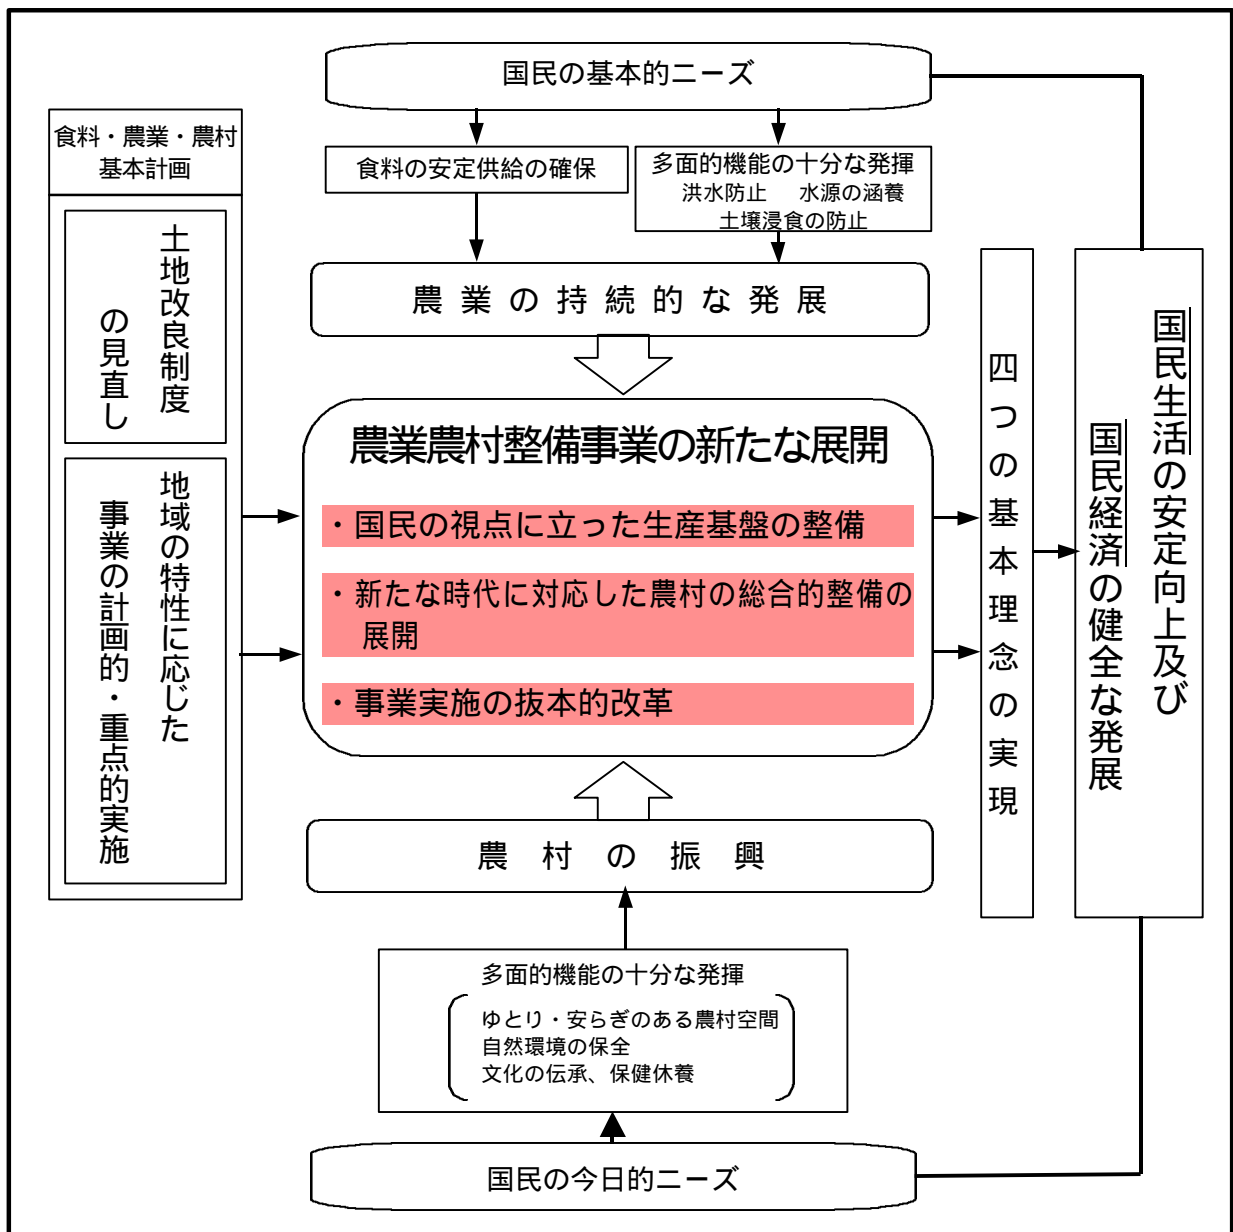 国民の基本的ニーズ
食料・農業・農村
基本計画
食料の安定供給の確保
多面的機能の十分な発揮
洪水防止　水源の涵養
土壌浸食の防止
農業の持続的な発展
土地改良制度
の見直し
地域の特性に応じた
事業の計画的・重点的実施
農業農村整備事業の新たな展開
・国民の視点に立った生産基盤の整備
・新たな時代に対応した農村の総合的整備の
展開
・事業実施の抜本的改革
四つの基本理念の実現
国民生活の安定向上及び
国民経済の健全な発展
農村の振興
多面的機能の十分な発揮
ゆとり・安らぎのある農村空間
自然環境の保全
文化の伝承、保健休養
国民の今日的ニーズ